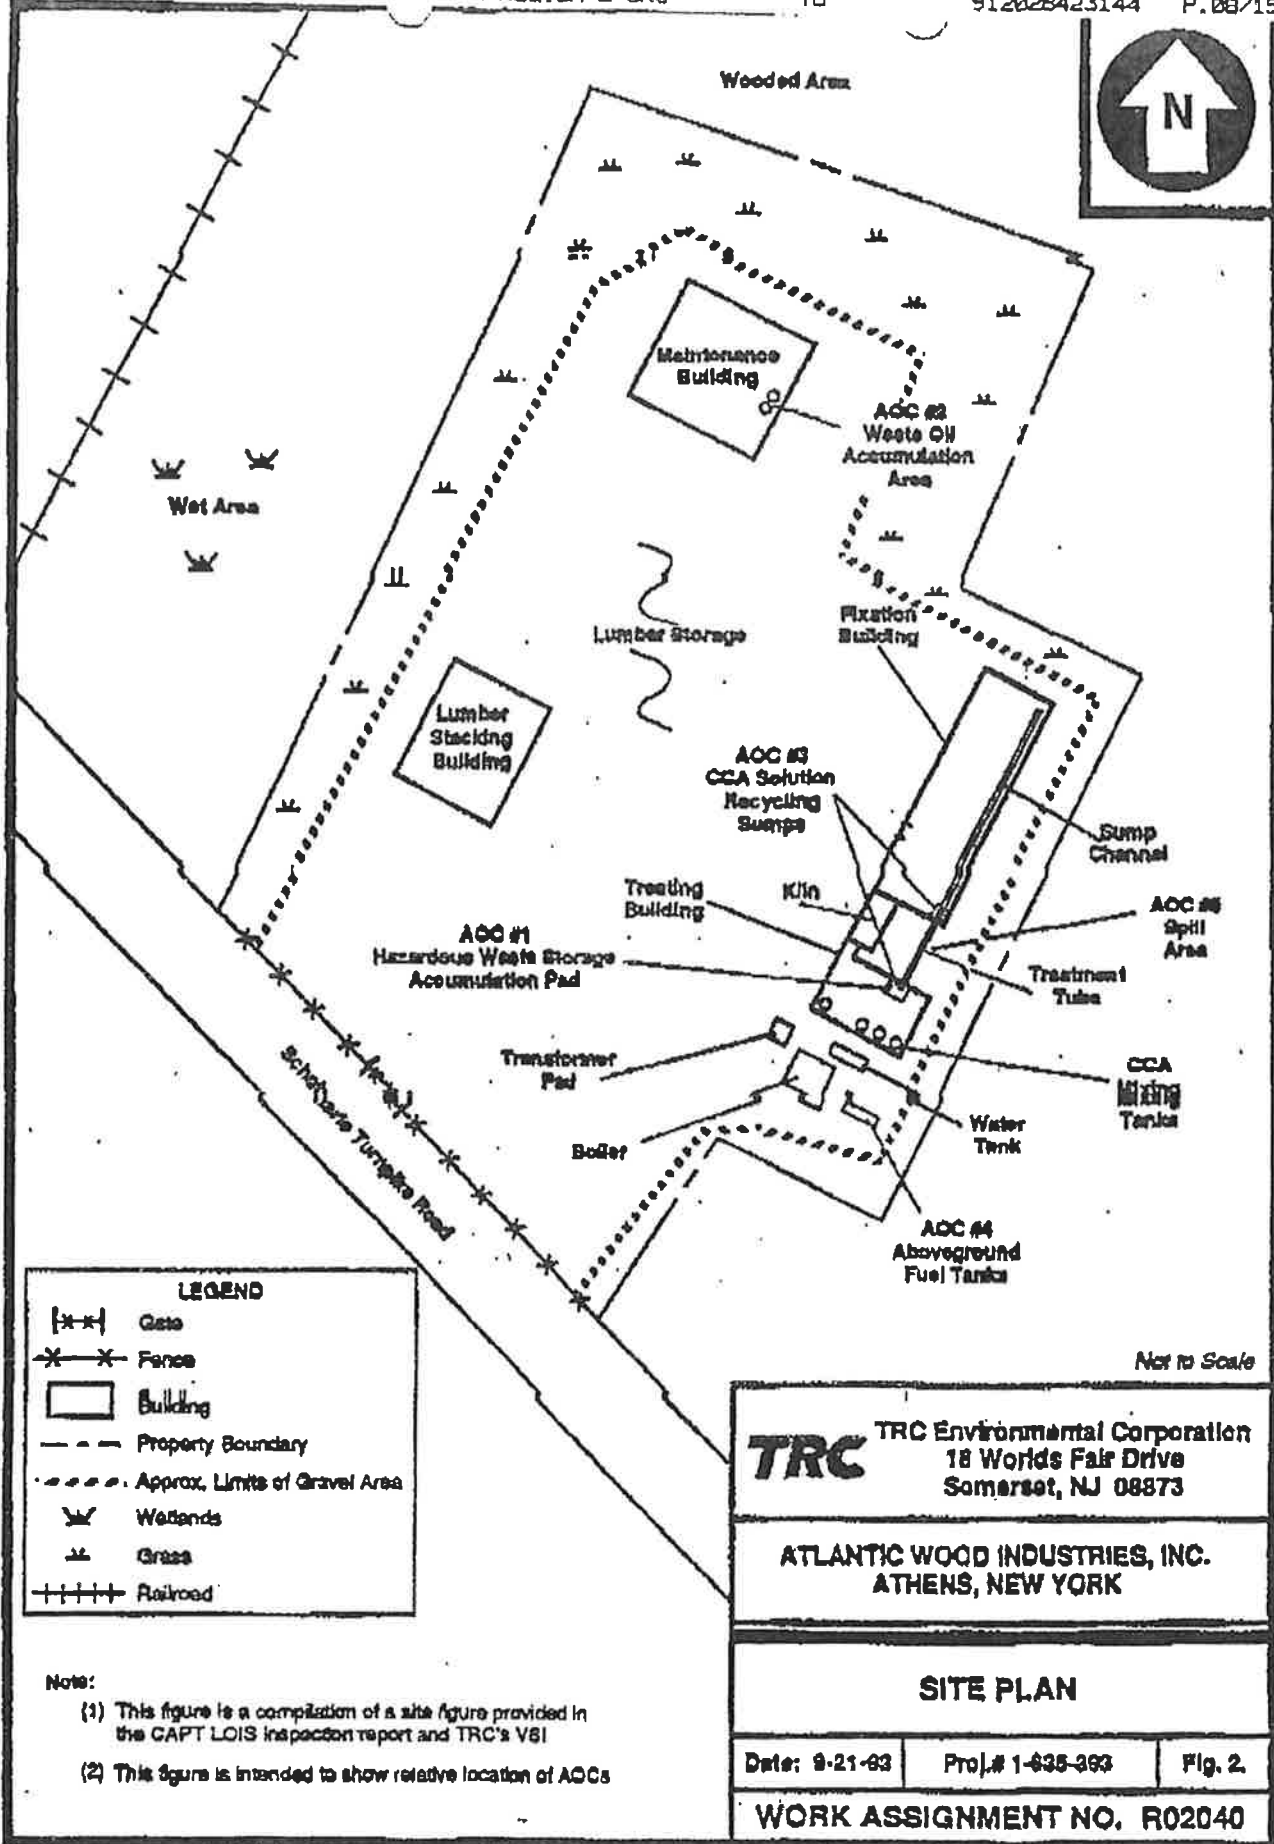 TO 912028423144 P.08/15
Wooded Area
N
Maintenance
Building
AOC #2
Waste Oil
Accumulation
Area
Wet Area
Lumber Storage
Fixation
Building
Lumber
Stacking
Building
AOC #3
CCA Solution
Recycling
Sumps
Sump
Channel
Treating
Building
Kiln
AOC #5
Spill
Area
AOC #1
Hazardous Waste Storage
Accumulation Pad
Treatment
Tube
Transformer
Pad
CCA
Mixing
Tanks
Schoharie Turnpike Road
Boiler
Water
Tank
AOC #4
Aboveground
Fuel Tanks
LEGEND
Gate
Fence
Building
Property Boundary
Approx. Limits of Gravel Area
Wetlands
Grass
Railroad
Not to Scale
TRC
TRC Environmental Corporation
18 Worlds Fair Drive
Somerset, NJ 08873
ATLANTIC WOOD INDUSTRIES, INC.
ATHENS, NEW YORK
SITE PLAN
Note:
(1) This figure is a compilation of a site figure provided in
the CAPT LOIS inspection report and TRC's VSI
(2) This figure is intended to show relative location of AOCs
Date: 9-21-93
Proj.# 1-635-393
Fig. 2.
WORK ASSIGNMENT NO. R02040